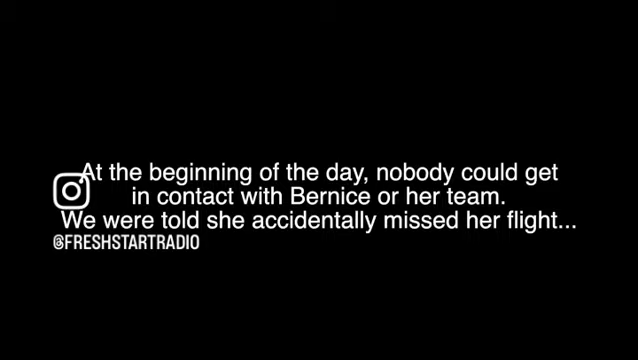 At the beginning of the day, nobody could get
in contact with Bernice or her team.
We were told she accidentally missed her flight...
@FRESHSTARTRADIO